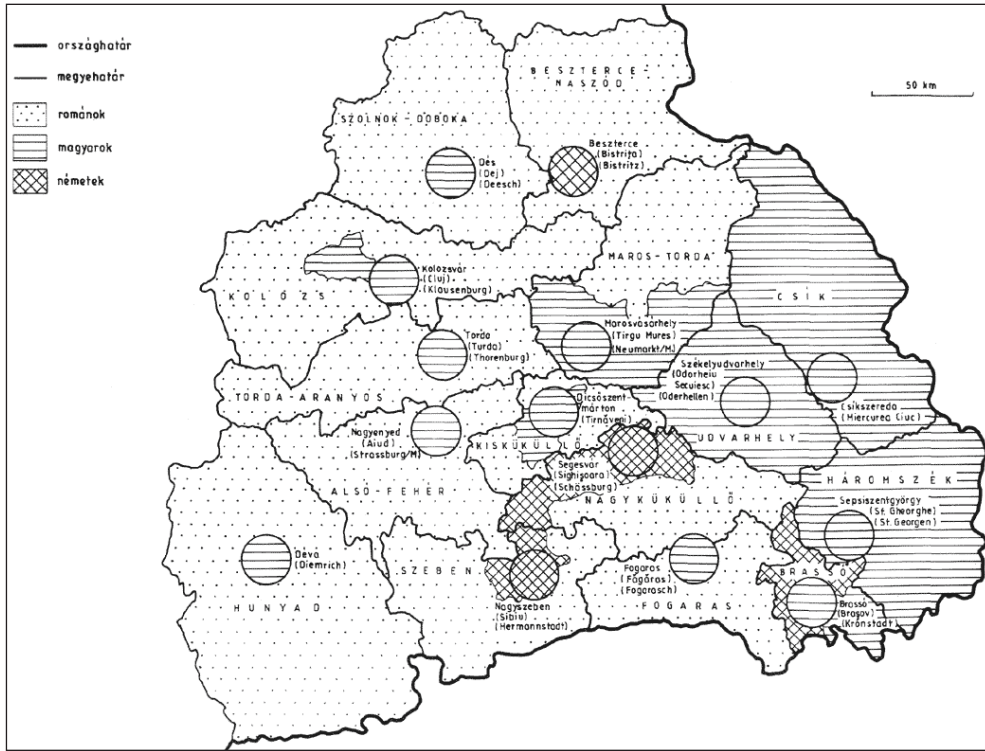 országhatár
megyehatár
románok
magyarok
németek
50 km
BESZTERCE-
NASZÓD
SZOLNOK-DOBOKA
Beszterce
(Bistriţa)
(Bistritz)
Dés
(Dej)
(Deesch)
MAROS-TORDA
KOLOZS
Kolozsvár
(Cluj)
(Klausenburg)
CSÍK
Marosvásárhely
(Tîrgu Mures)
(Neumarkt/M.)
Torda
(Turda)
(Thorenburg)
Székelyudvarhely
(Odorheiu
Secuiesc)
(Oderhellen)
TORDA-ARANYOS
Csíkszereda
(Miercurea Ciuc)
Dicsőszent-
márton
(Tîrnăveni)
Nagyenyed
(Aiud)
(Strassburg/M.)
KISKÜKÜLLŐ
UDVARHELY
Segesvár
(Sighişoara)
(Schässburg)
HÁROMSZÉK
ALSÓ-FEHÉR
NAGYKÜKÜLLŐ
Sepsiszentgyörgy
(Sf. Gheorghe)
(St. Georgen)
Déva
(Diemrich)
SZEBEN
Fogaras
(Făgăraş)
(Fogarasch)
BRASSÓ
HUNYAD
Nagyszeben
(Sibiu)
(Hermannstadt)
FOGARAS
Brassó
(Braşov)
(Kronstadt)